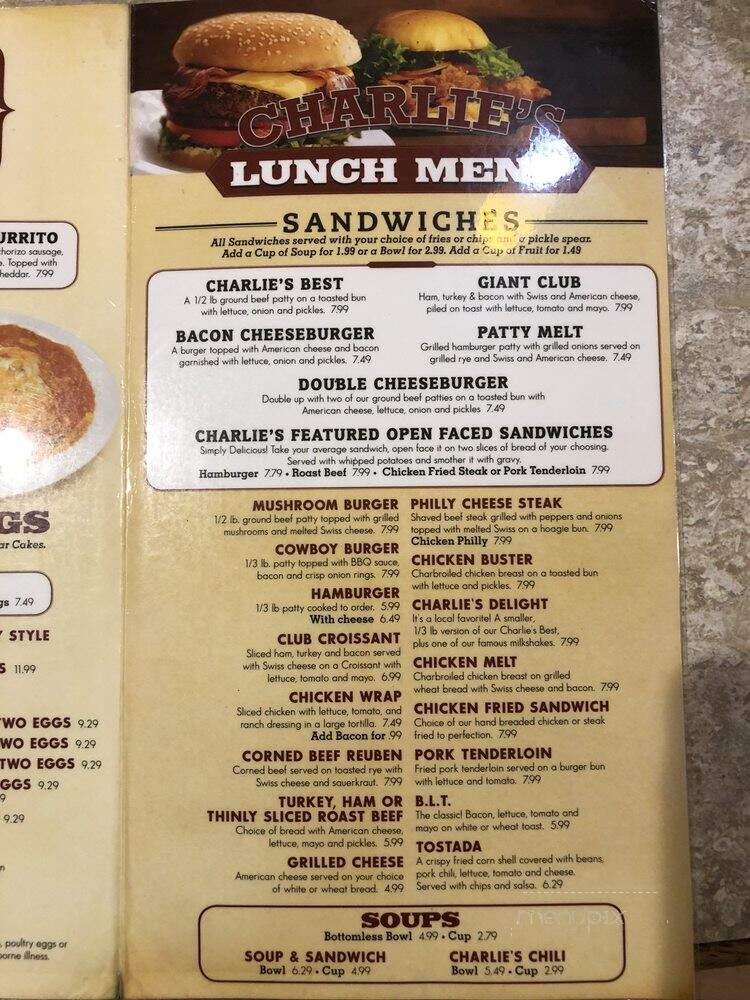 URRITO
horizo sausage,
e. Topped with
heddar. 7.99
GS
ar Cakes.
gs 7.49
Y STYLE
S 11.99
TWO EGGS 9.29
WO EGGS 9.29
TWO EGGS 9.29
GGS 9.29
9
9.29
n
, poultry eggs or
borne illness.
CHARLIE'S
LUNCH MEN
SANDWICHES
All Sandwiches served with your choice of fries or chips and a pickle spear.
Add a Cup of Soup for 1.99 or a Bowl for 2.99. Add a Cup of Fruit for 1.49
CHARLIE'S BEST
A 1/2 lb ground beef patty on a toasted bun
with lettuce, onion and pickles. 7.99
GIANT CLUB
Ham, turkey & bacon with Swiss and American cheese,
piled on toast with lettuce, tomato and mayo. 7.99
BACON CHEESEBURGER
A burger topped with American cheese and bacon
garnished with lettuce, onion and pickles. 7.49
PATTY MELT
Grilled hamburger patty with grilled onions served on
grilled rye and Swiss and American cheese. 7.49
DOUBLE CHEESEBURGER
Double up with two of our ground beef patties on a toasted bun with
American cheese, lettuce, onion and pickles 7.49
CHARLIE'S FEATURED OPEN FACED SANDWICHES
Simply Delicious! Take your average sandwich, open face it on two slices of bread of your choosing.
Served with whipped potatoes and smother it with gravy.
Hamburger 7.79 • Roast Beef 7.99 • Chicken Fried Steak or Pork Tenderloin 7.99
MUSHROOM BURGER
1/2 lb. ground beef patty topped with grilled
mushrooms and melted Swiss cheese. 7.99
COWBOY BURGER
1/3 lb. patty topped with BBQ sauce,
bacon and crisp onion rings. 7.99
HAMBURGER
1/3 lb patty cooked to order. 5.99
With cheese 6.49
CLUB CROISSANT
Sliced ham, turkey and bacon served
with Swiss cheese on a Croissant with
lettuce, tomato and mayo. 6.99
CHICKEN WRAP
Sliced chicken with lettuce, tomato, and
ranch dressing in a large tortilla. 7.49
Add Bacon for .99
CORNED BEEF REUBEN
Corned beef served on toasted rye with
Swiss cheese and sauerkraut. 7.99
TURKEY, HAM OR
THINLY SLICED ROAST BEEF
Choice of bread with American cheese,
lettuce, mayo and pickles. 5.99
GRILLED CHEESE
American cheese served on your choice
of white or wheat bread. 4.99
PHILLY CHEESE STEAK
Shaved beef steak grilled with peppers and onions
topped with melted Swiss on a hoagie bun. 7.99
Chicken Philly 7.99
CHICKEN BUSTER
Charbroiled chicken breast on a toasted bun
with lettuce and pickles. 7.99
CHARLIE'S DELIGHT
It's a local favorite! A smaller,
1/3 lb version of our Charlie's Best,
plus one of our famous milkshakes. 7.99
CHICKEN MELT
Charbroiled chicken breast on grilled
wheat bread with Swiss cheese and bacon. 7.99
CHICKEN FRIED SANDWICH
Choice of our hand breaded chicken or steak
fried to perfection. 7.99
PORK TENDERLOIN
Fried pork tenderloin served on a burger bun
with lettuce and tomato. 7.99
B.L.T.
The classic! Bacon, lettuce, tomato and
mayo on white or wheat toast. 5.99
TOSTADA
A crispy fried corn shell covered with beans,
pork chili, lettuce, tomato and cheese.
Served with chips and salsa. 6.29
menupix
SOUPS
Bottomless Bowl 4.99 • Cup 2.79
SOUP & SANDWICH
Bowl 6.29 • Cup 4.99
CHARLIE'S CHILI
Bowl 5.49 • Cup 2.99